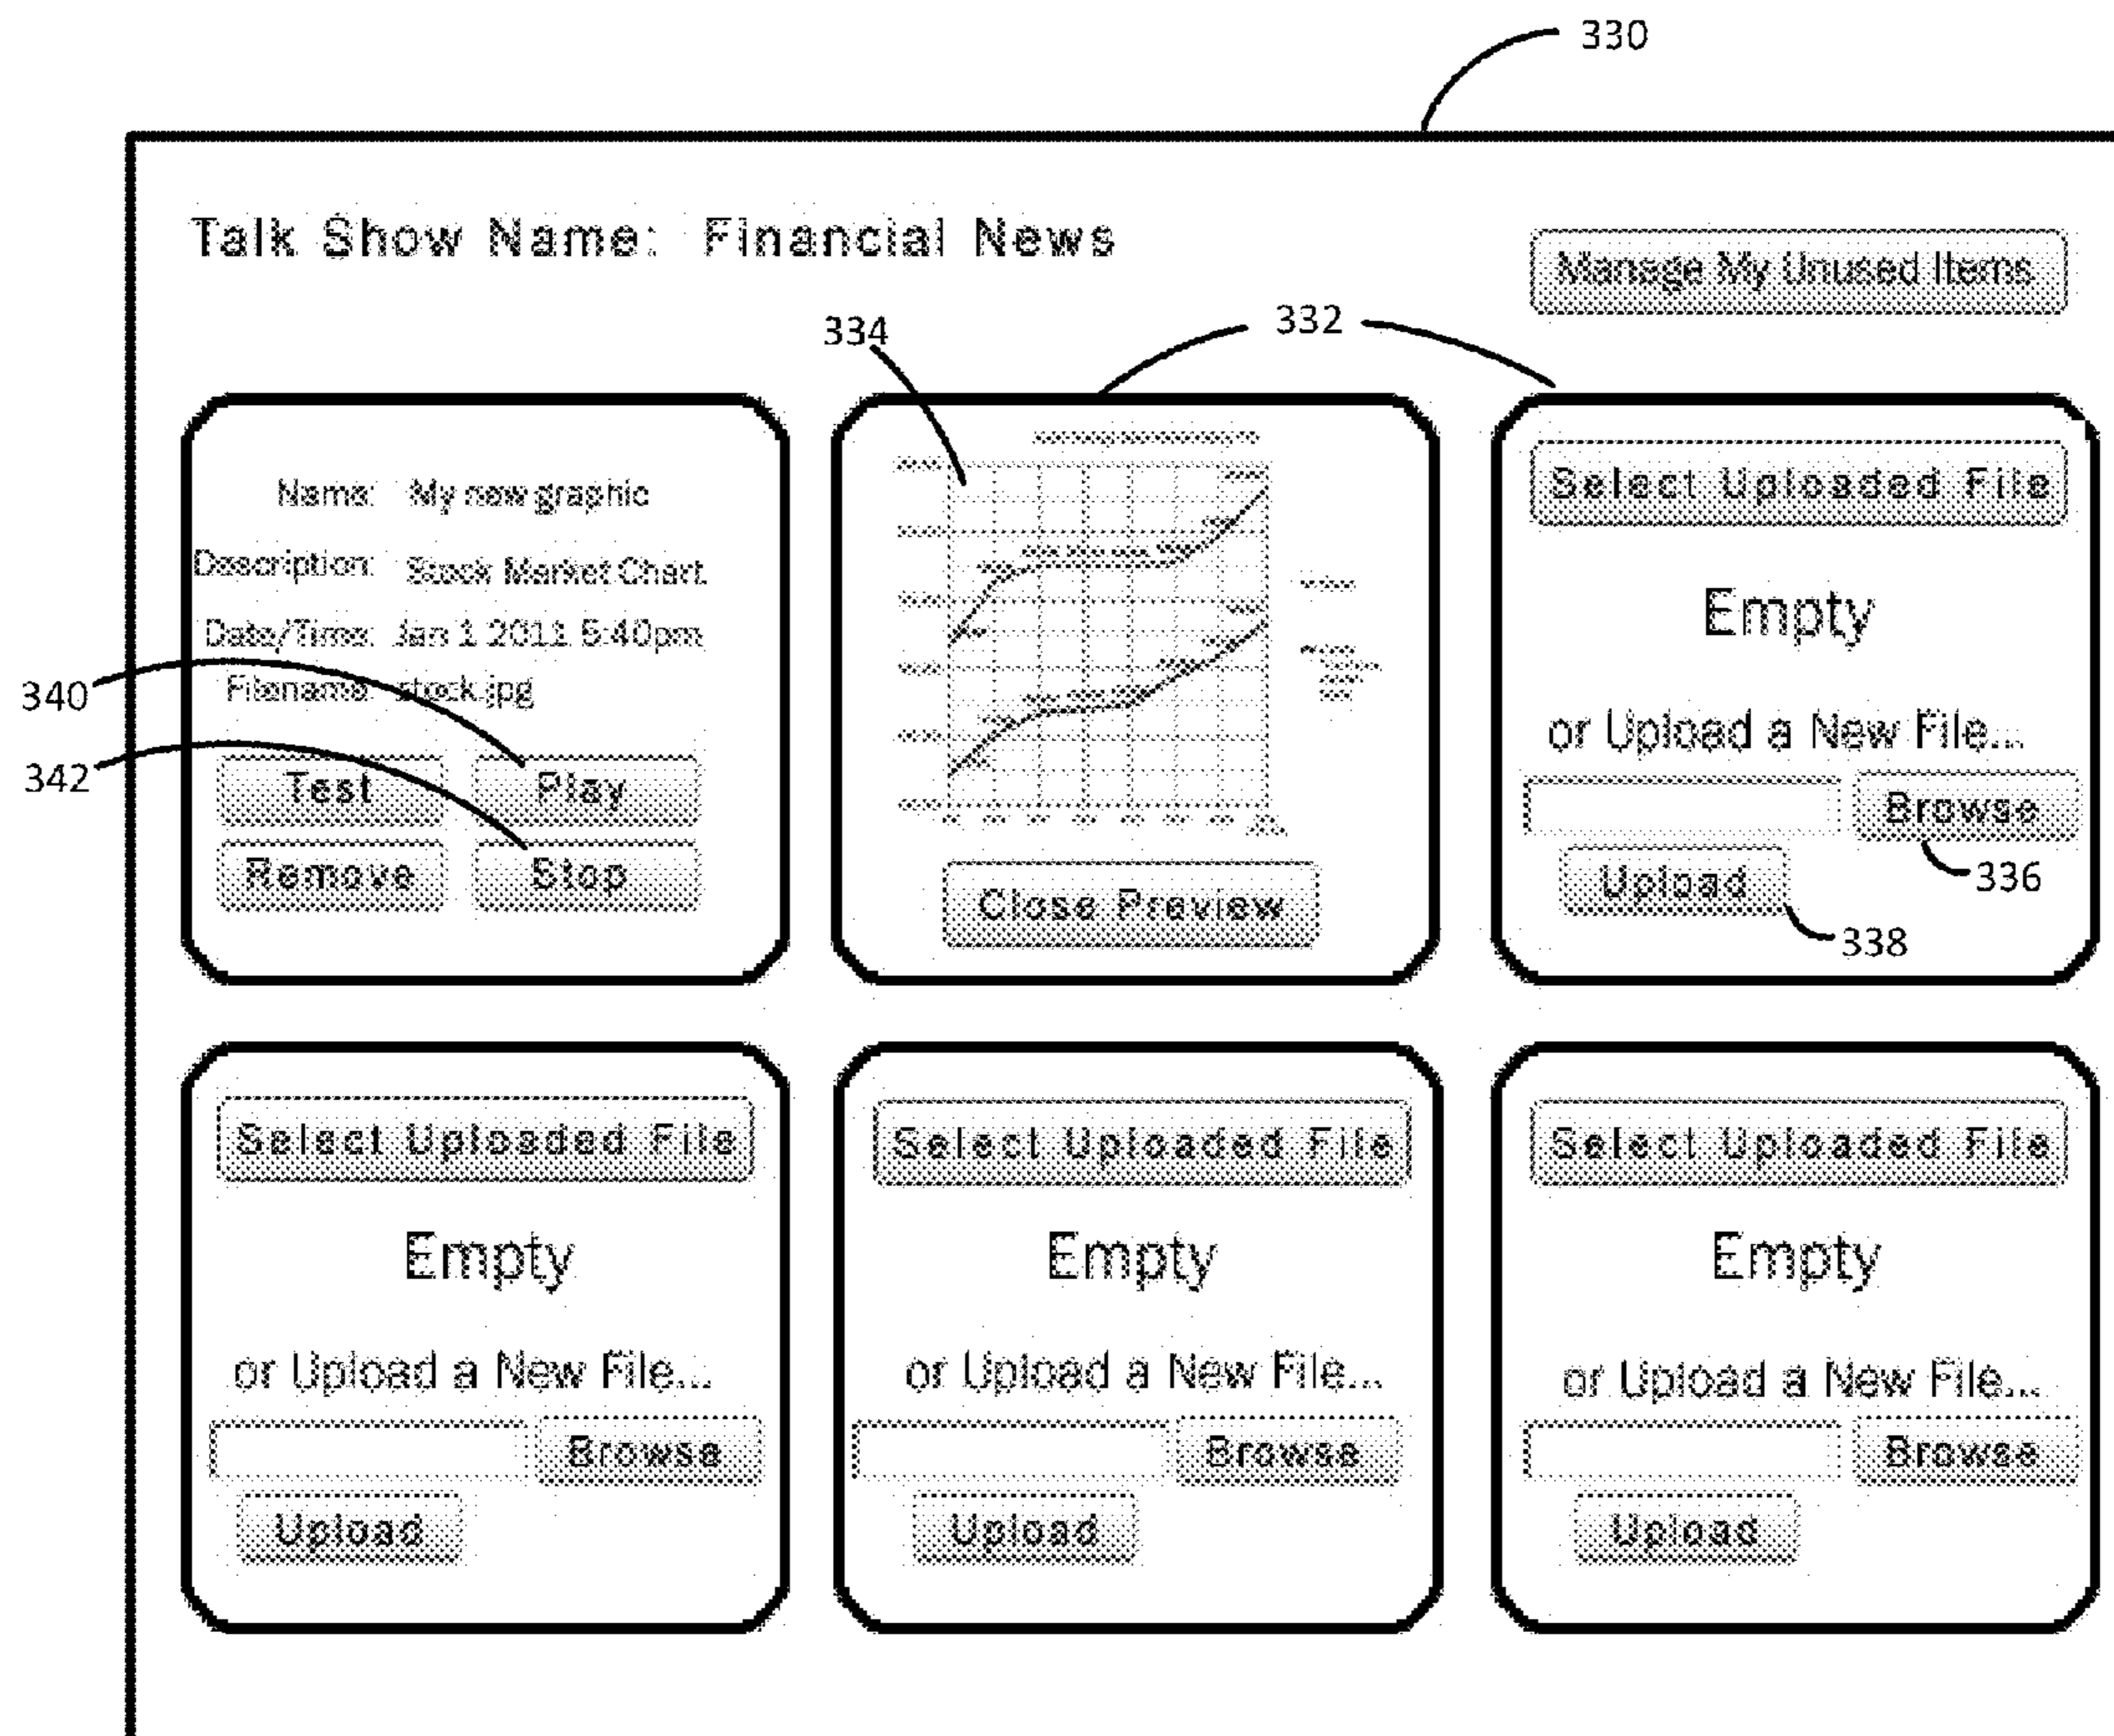 330
Talk Show Name: Financial News
Manage My Unused Items
334
332
Name: My new graphic
Description: Stock Market Chart
Date/Time: Jan 1 2011 5:40pm
Filename: stock.jpg
340
342
Test
Play
Remove
Stop
Close Preview
Select Uploaded File
Empty
or Upload a New File...
Browse
336
Upload
338
Select Uploaded File
Empty
or Upload a New File...
Browse
Upload
Select Uploaded File
Empty
or Upload a New File...
Browse
Upload
Select Uploaded File
Empty
or Upload a New File...
Browse
Upload